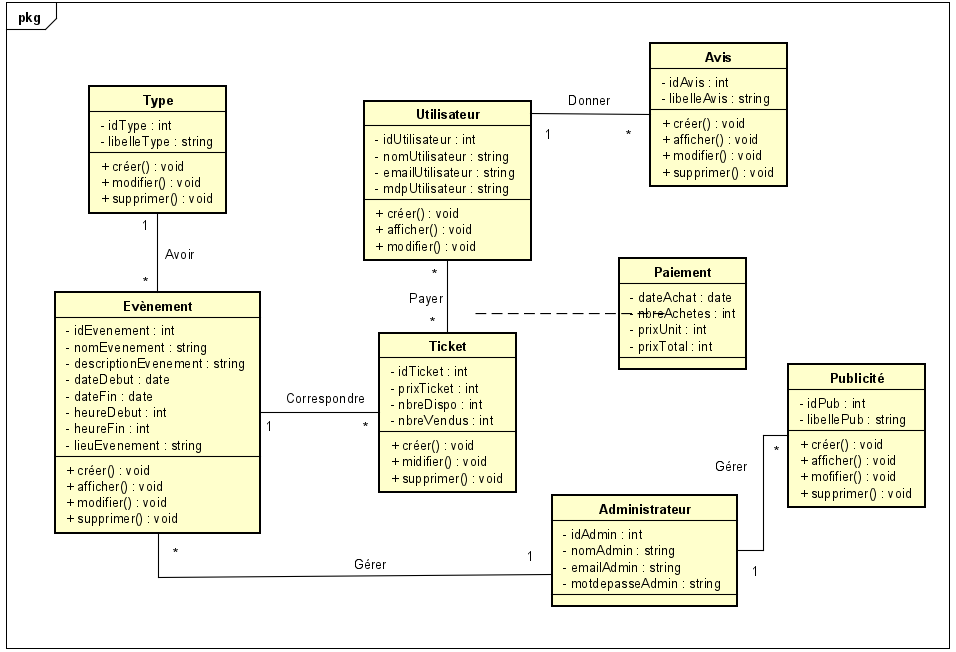 pkg
Type
- idType : int
- libelleType : string
+ créer() : void
+ modifier() : void
+ supprimer() : void
1
Avoir
*
Evènement
- idEvenement : int
- nomEvenement : string
- descriptionEvenement : string
- dateDebut : date
- dateFin : date
- heureDebut : int
- heureFin : int
- lieuEvenement : string
+ créer() : void
+ afficher() : void
+ modifier() : void
+ supprimer() : void
Utilisateur
- idUtilisateur : int
- nomUtilisateur : string
- emailUtilisateur : string
- mdpUtilisateur : string
+ créer() : void
+ afficher() : void
+ modifier() : void
Donner
1
*
Avis
- idAvis : int
- libelleAvis : string
+ créer() : void
+ afficher() : void
+ modifier() : void
+ supprimer() : void
*
Payer
*
Paiement
- dateAchat : date
- nbreAchetes : int
- prixUnit : int
- prixTotal : int
Correspondre
1
*
Ticket
- idTicket : int
- prixTicket : int
- nbreDispo : int
- nbreVendus : int
+ créer() : void
+ midifier() : void
+ supprimer() : void
Publicité
- idPub : int
- libellePub : string
+ créer() : void
+ afficher() : void
+ mofifier() : void
+ supprimer() : void
*
Gérer
1
Administrateur
- idAdmin : int
- nomAdmin : string
- emailAdmin : string
- motdepasseAdmin : string
*
Gérer
1